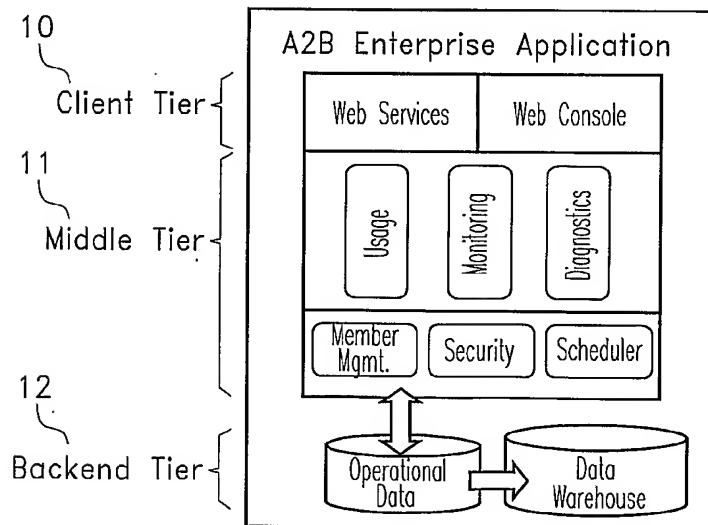 10
A2B Enterprise Application
Client Tier
Web Services
Web Console
11
Middle Tier
Usage
Monitoring
Diagnostics
Member
Mgmt.
Security
Scheduler
12
Backend Tier
Operational
Data
Data
Warehouse